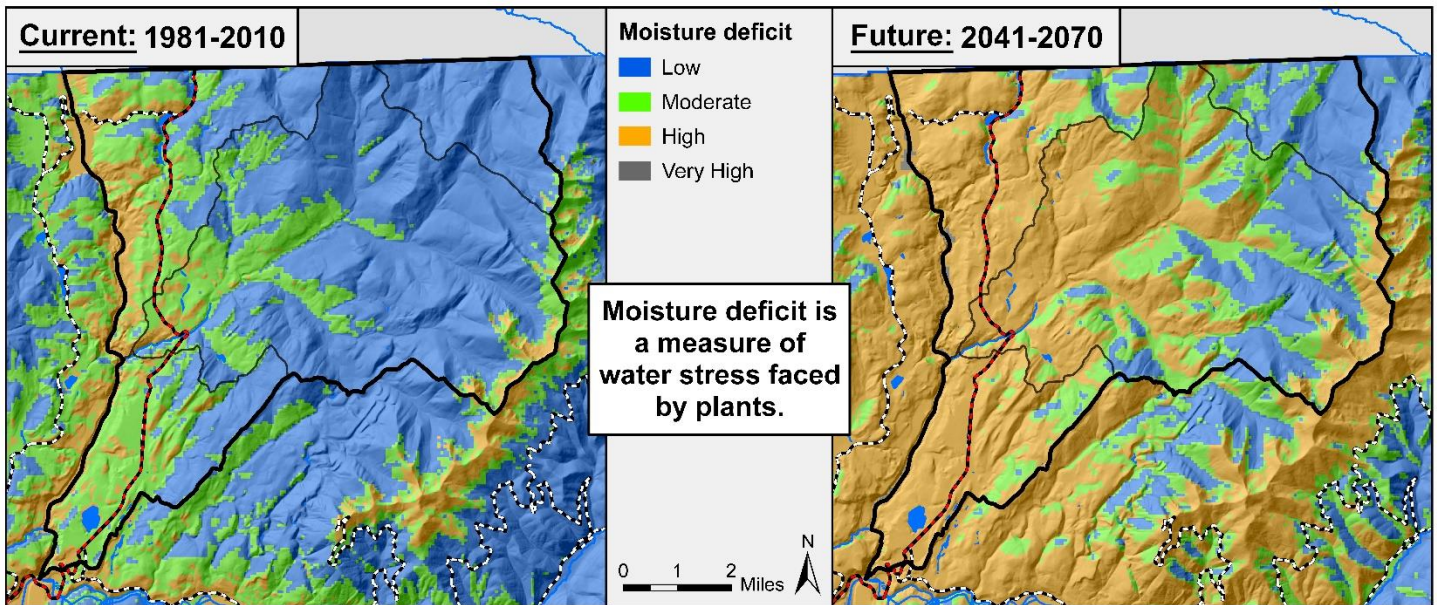 Current: 1981-2010
Moisture deficit
Low
Moderate
High
Very High
Future: 2041-2070
Moisture deficit is
a measure of
water stress faced
by plants.
N
0 1 2
Miles